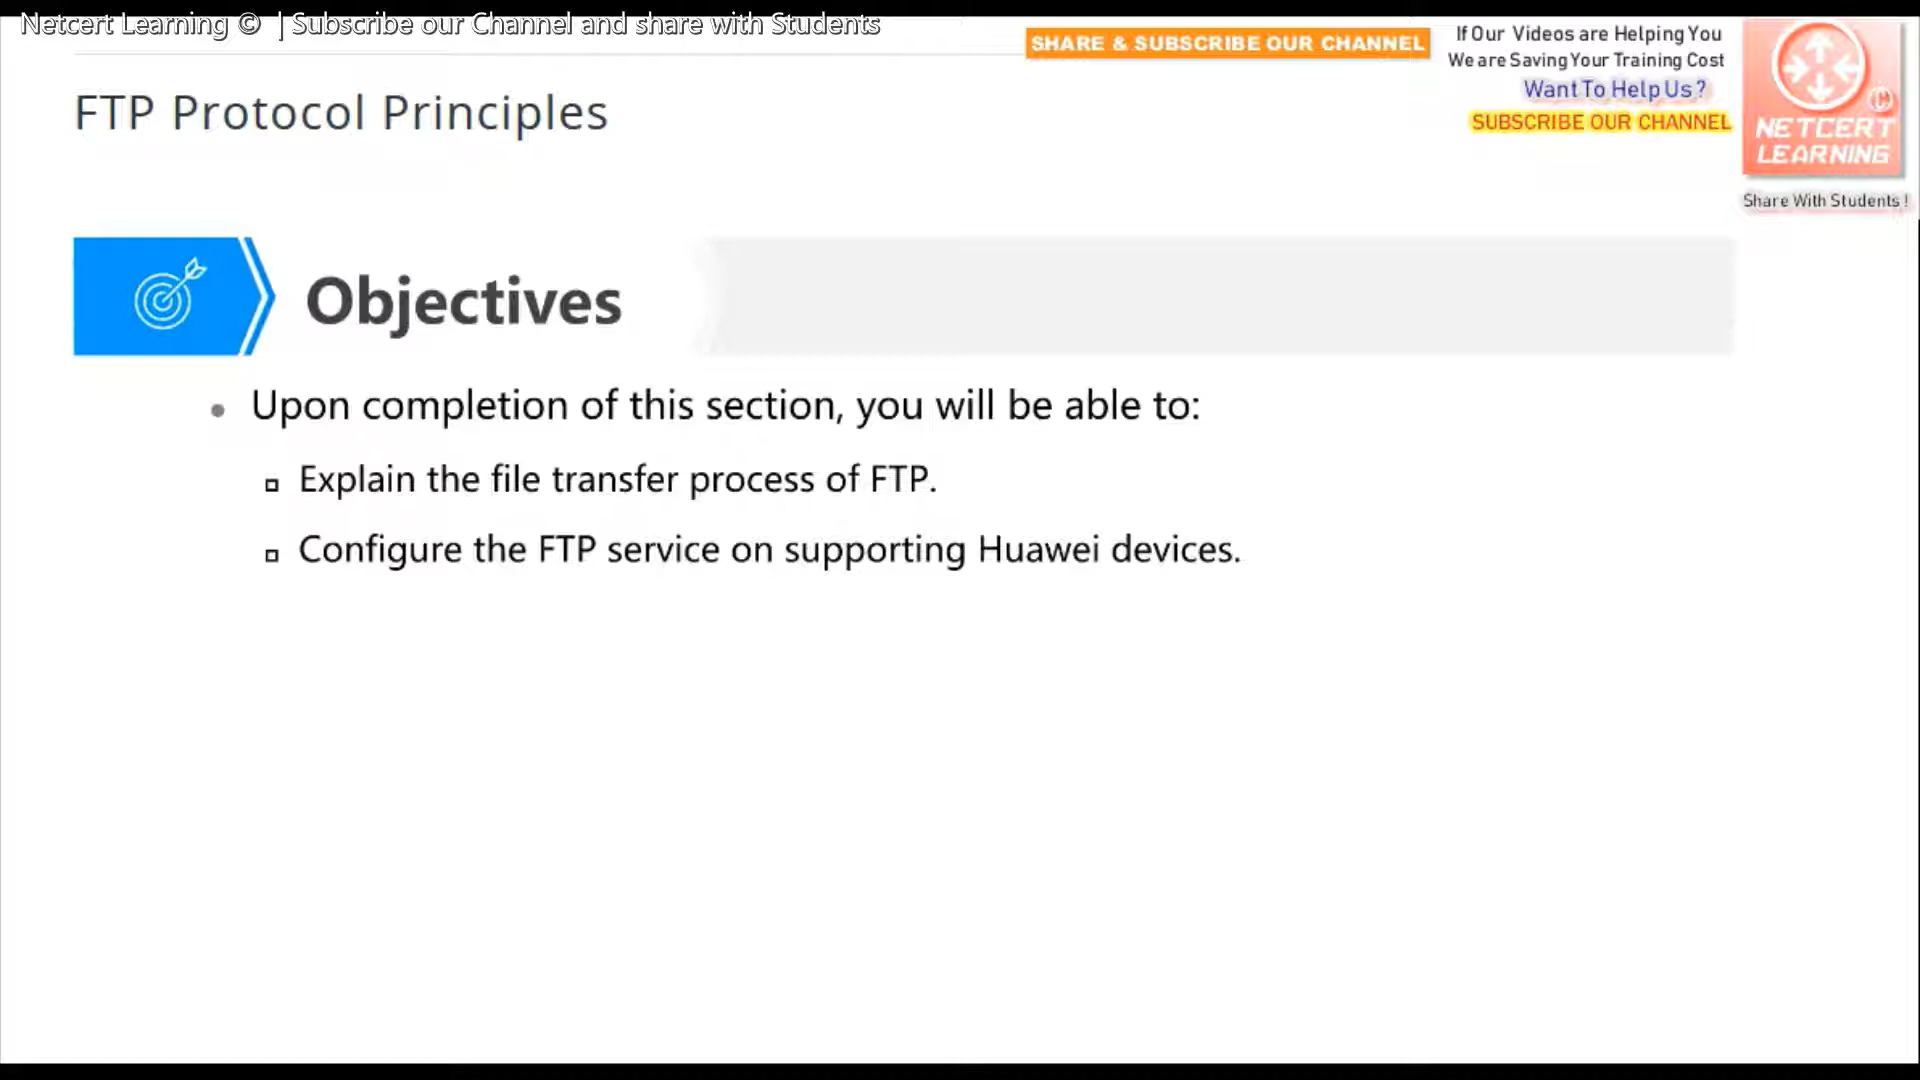 Netcert Learning © | Subscribe our Channel and share with Students
SHARE & SUBSCRIBE OUR CHANNEL
If Our Videos are Helping You
We are Saving Your Training Cost
Want To Help Us ?
SUBSCRIBE OUR CHANNEL
C
NETCERT
LEARNING
Share With Students !
FTP Protocol Principles
Objectives
Upon completion of this section, you will be able to:
Explain the file transfer process of FTP.
Configure the FTP service on supporting Huawei devices.